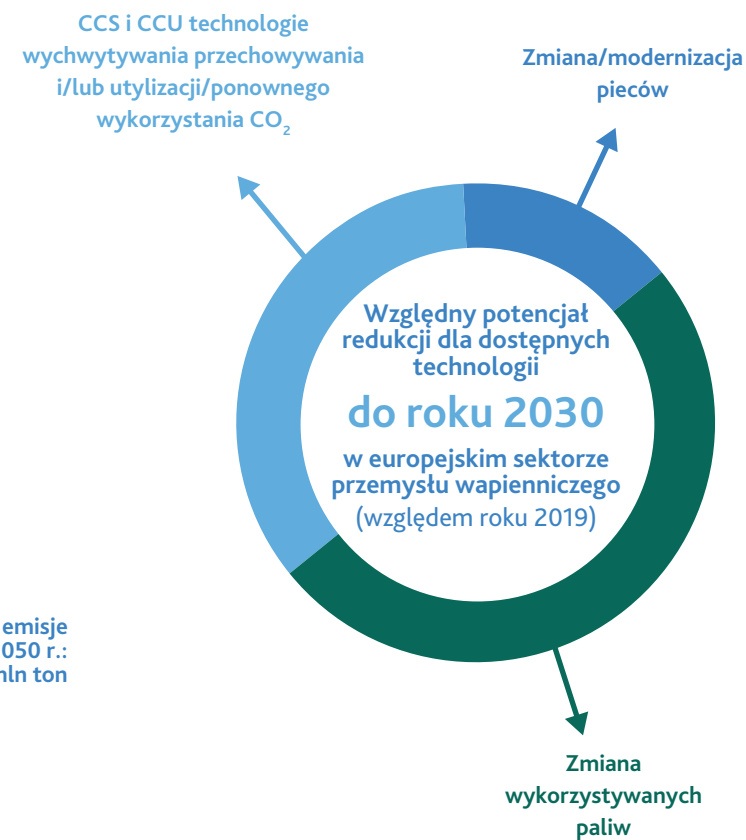 CCS i CCU technologie
wychwytywania przechowywania
i/lub utylizacji/ponownego
wykorzystania CO₂
Zmiana/modernizacja
pieców
Względny potencjał
redukcji dla dostępnych
technologii
do roku 2030
w europejskim sektorze
przemysłu wapienniczego
(względem roku 2019)
emisje
050 r.:
mln ton
Zmiana
wykorzystywanych
paliw